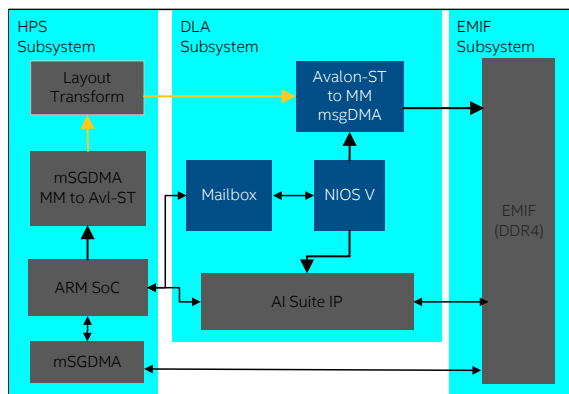 HPS
Subsystem
DLA
Subsystem
EMIF
Subsystem
Layout
Transform
Avalon-ST
to MM
msgDMA
mSGDMA
MM to Avl-ST
Mailbox
NIOS V
EMIF
(DDR4)
ARM SoC
AI Suite IP
mSGDMA